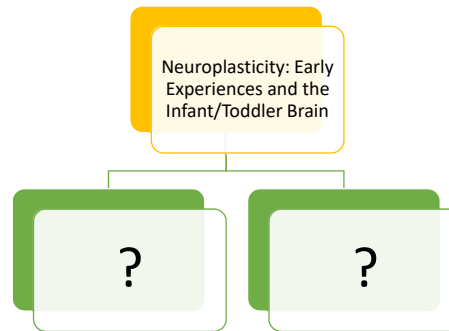 Neuroplasticity: Early
Experiences and the
Infant/Toddler Brain
?
?